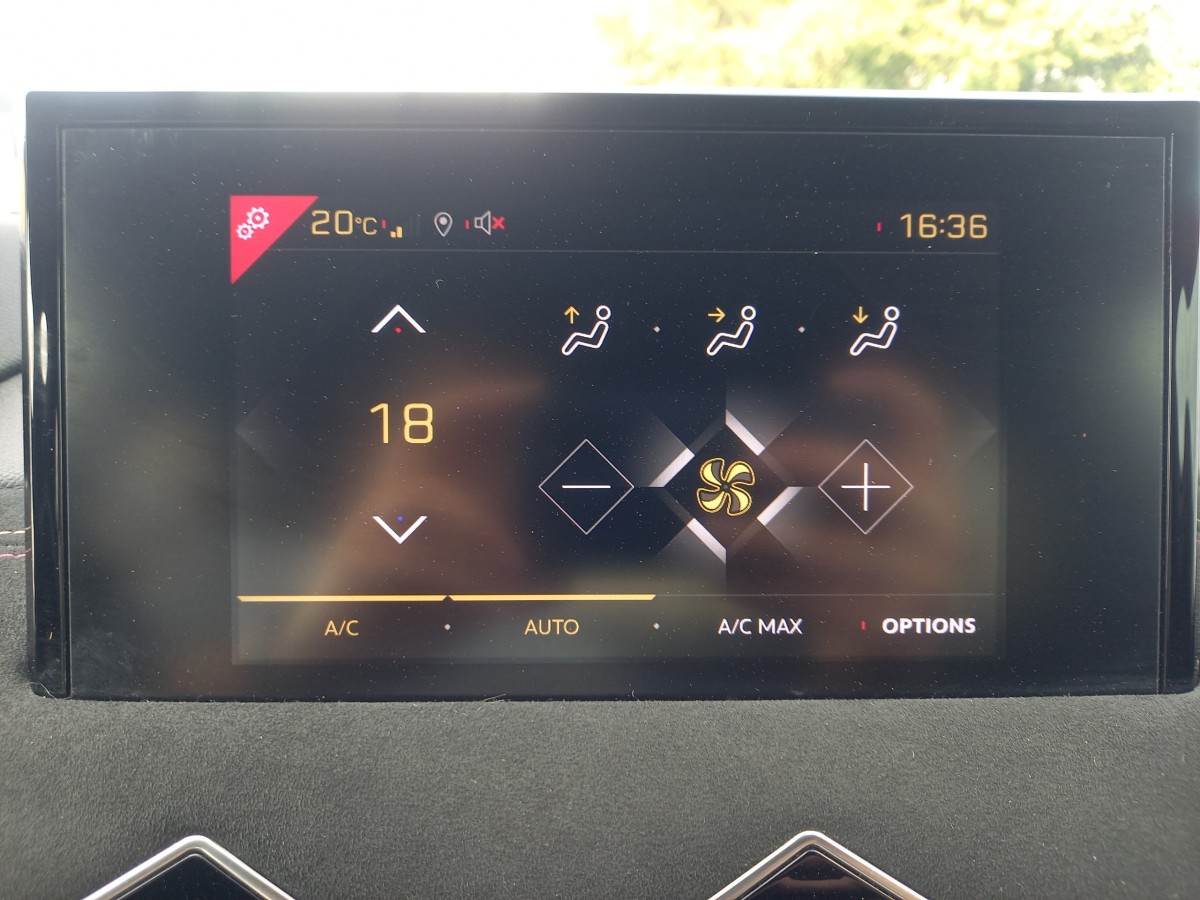 20°C 16:36
18
A/C AUTO A/C MAX OPTIONS